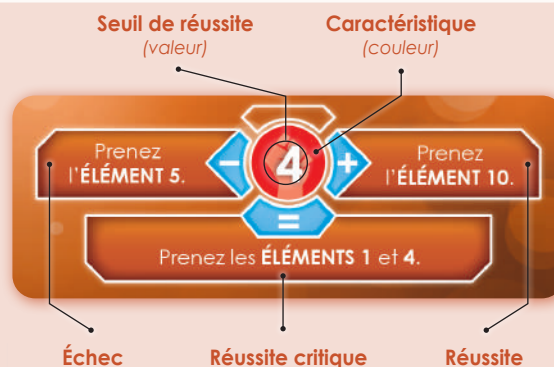 Seuil de réussite
(valeur)
Caractéristique
(couleur)
Prenez
l'ÉLÉMENT 5.
–
4
+
Prenez
l'ÉLÉMENT 10.
=
Prenez les ÉLÉMENTS 1 et 4.
Échec
Réussite critique
Réussite